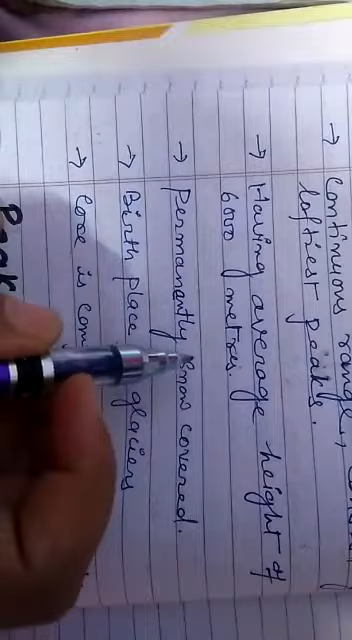 → Continuous range,
loftiest peaks.
→ Having average height of
6000 metres.
→ Permanently snow covered.
→ Birth place glaciers
→ Core is com
Peak